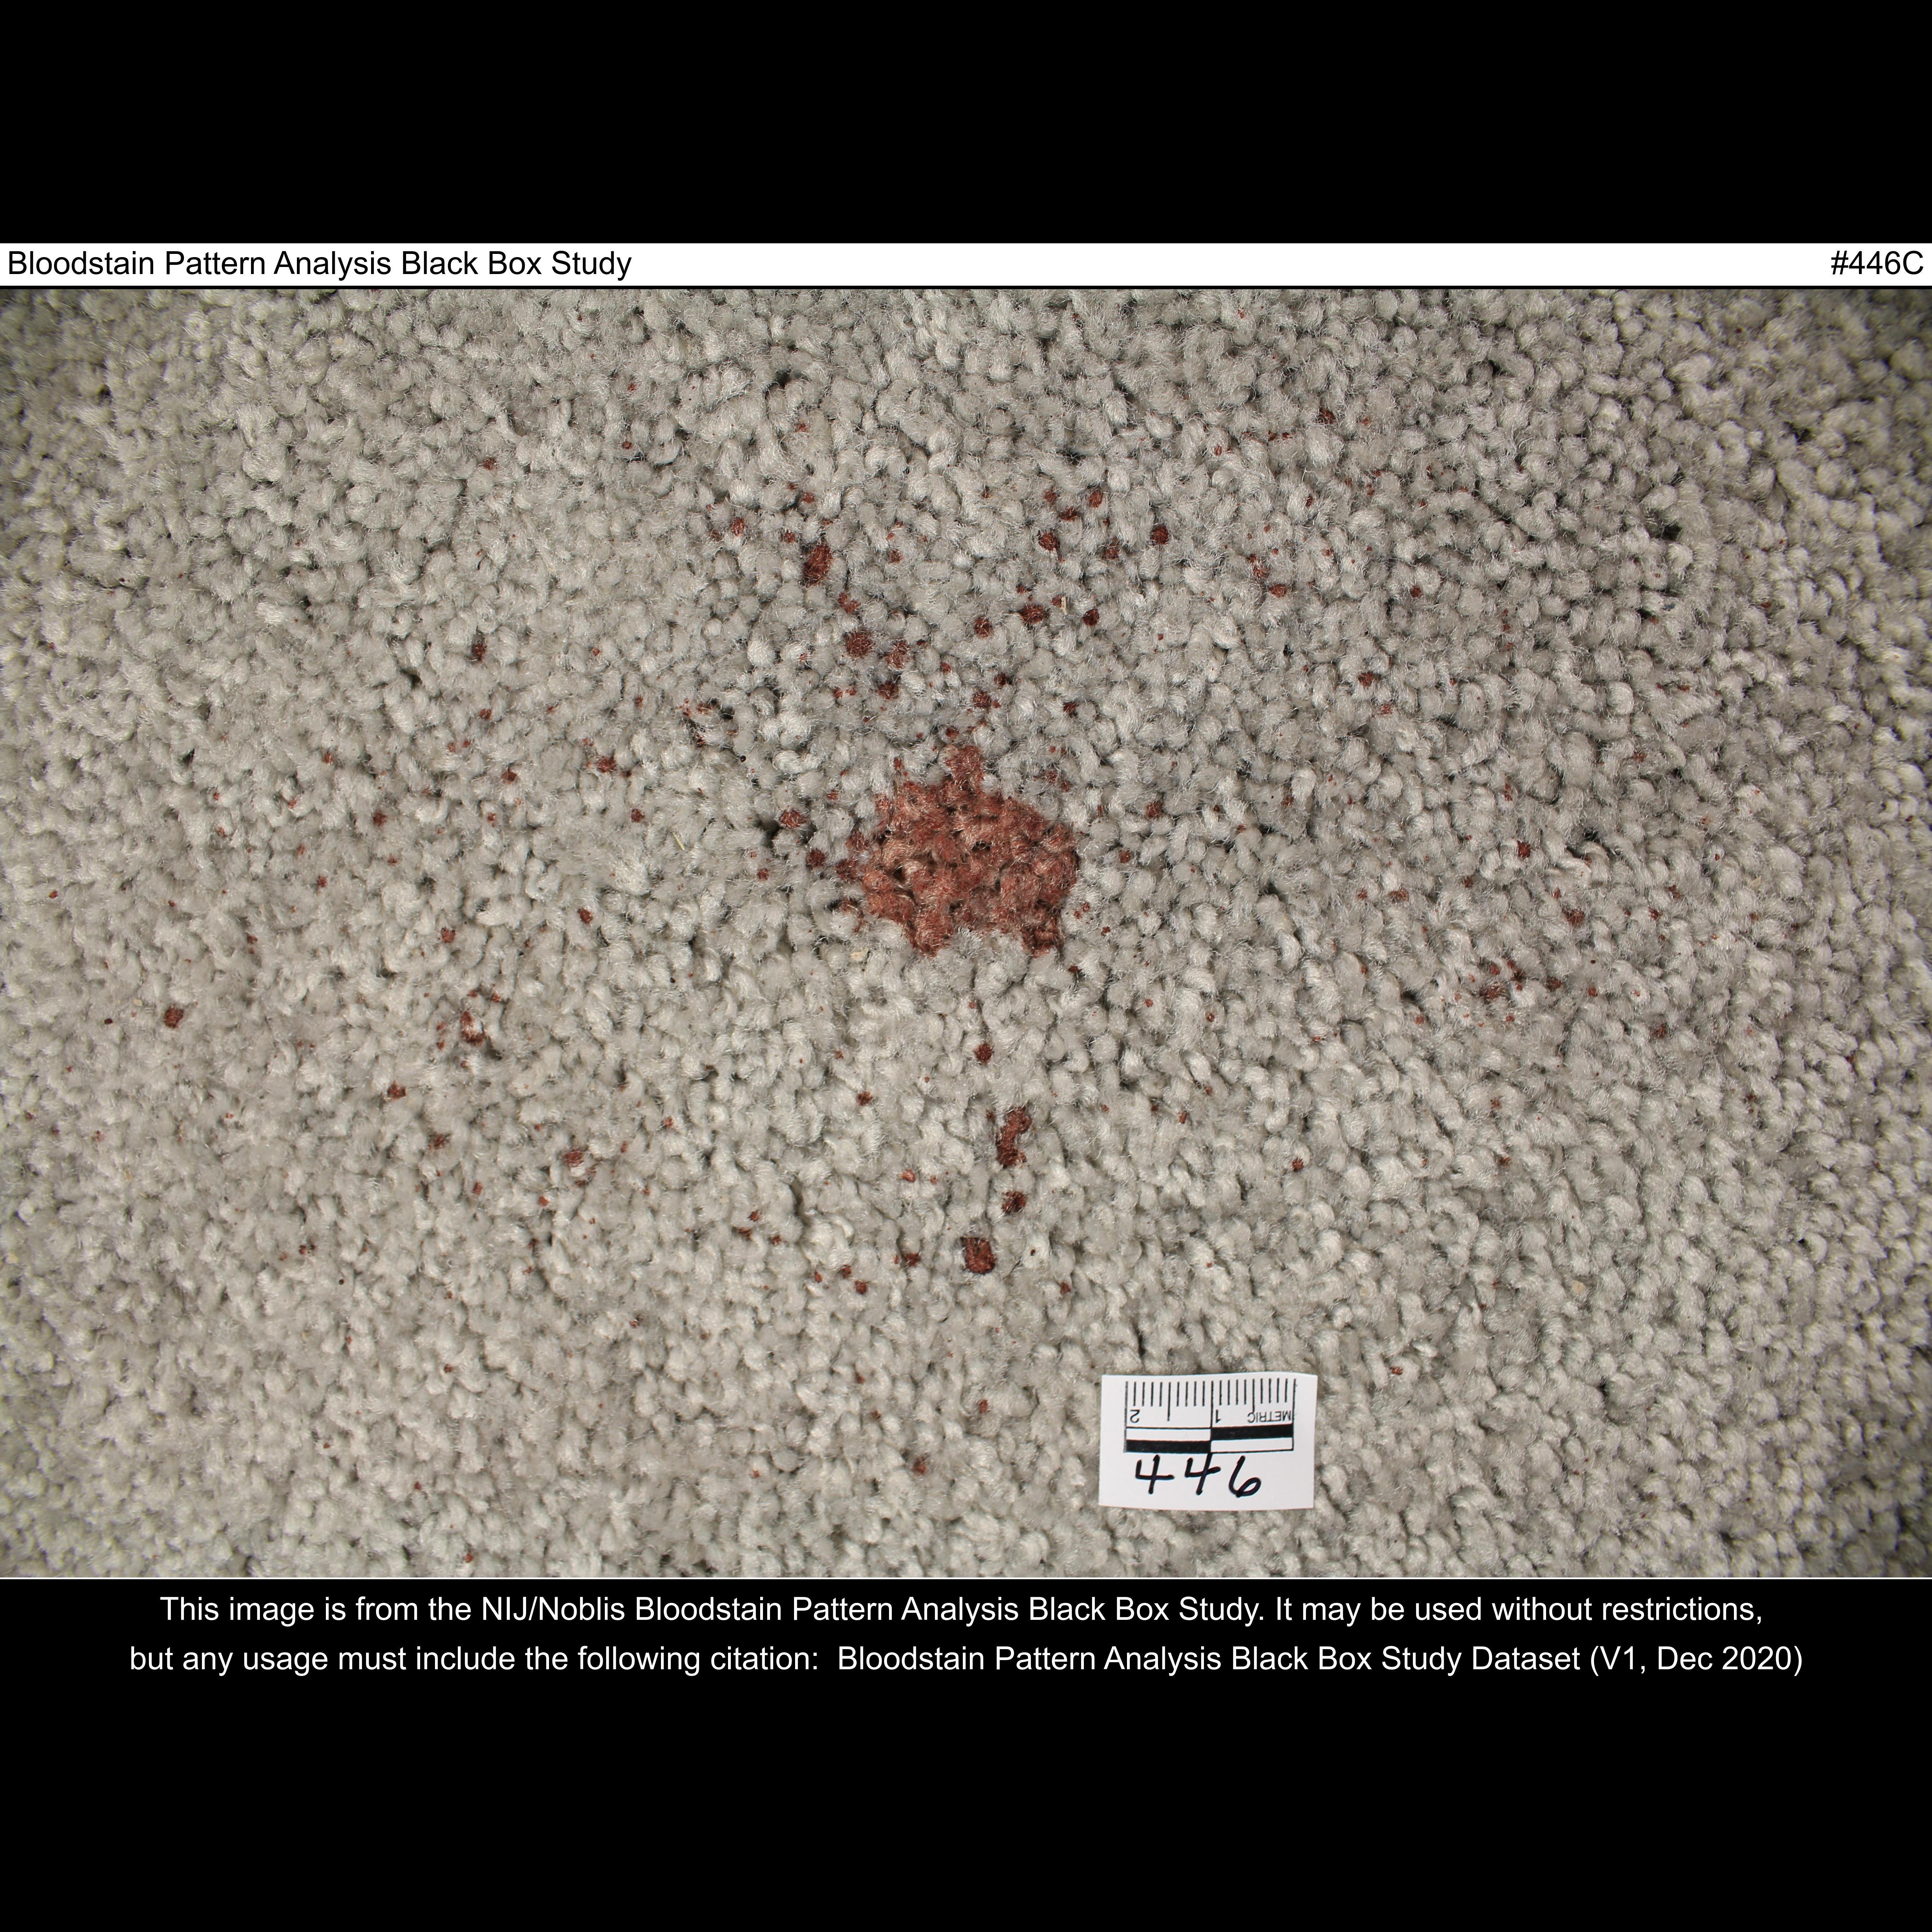 Bloodstain Pattern Analysis Black Box Study #446C
2 1 METRIC
446
This image is from the NIJ/Noblis Bloodstain Pattern Analysis Black Box Study. It may be used without restrictions,
but any usage must include the following citation: Bloodstain Pattern Analysis Black Box Study Dataset (V1, Dec 2020)